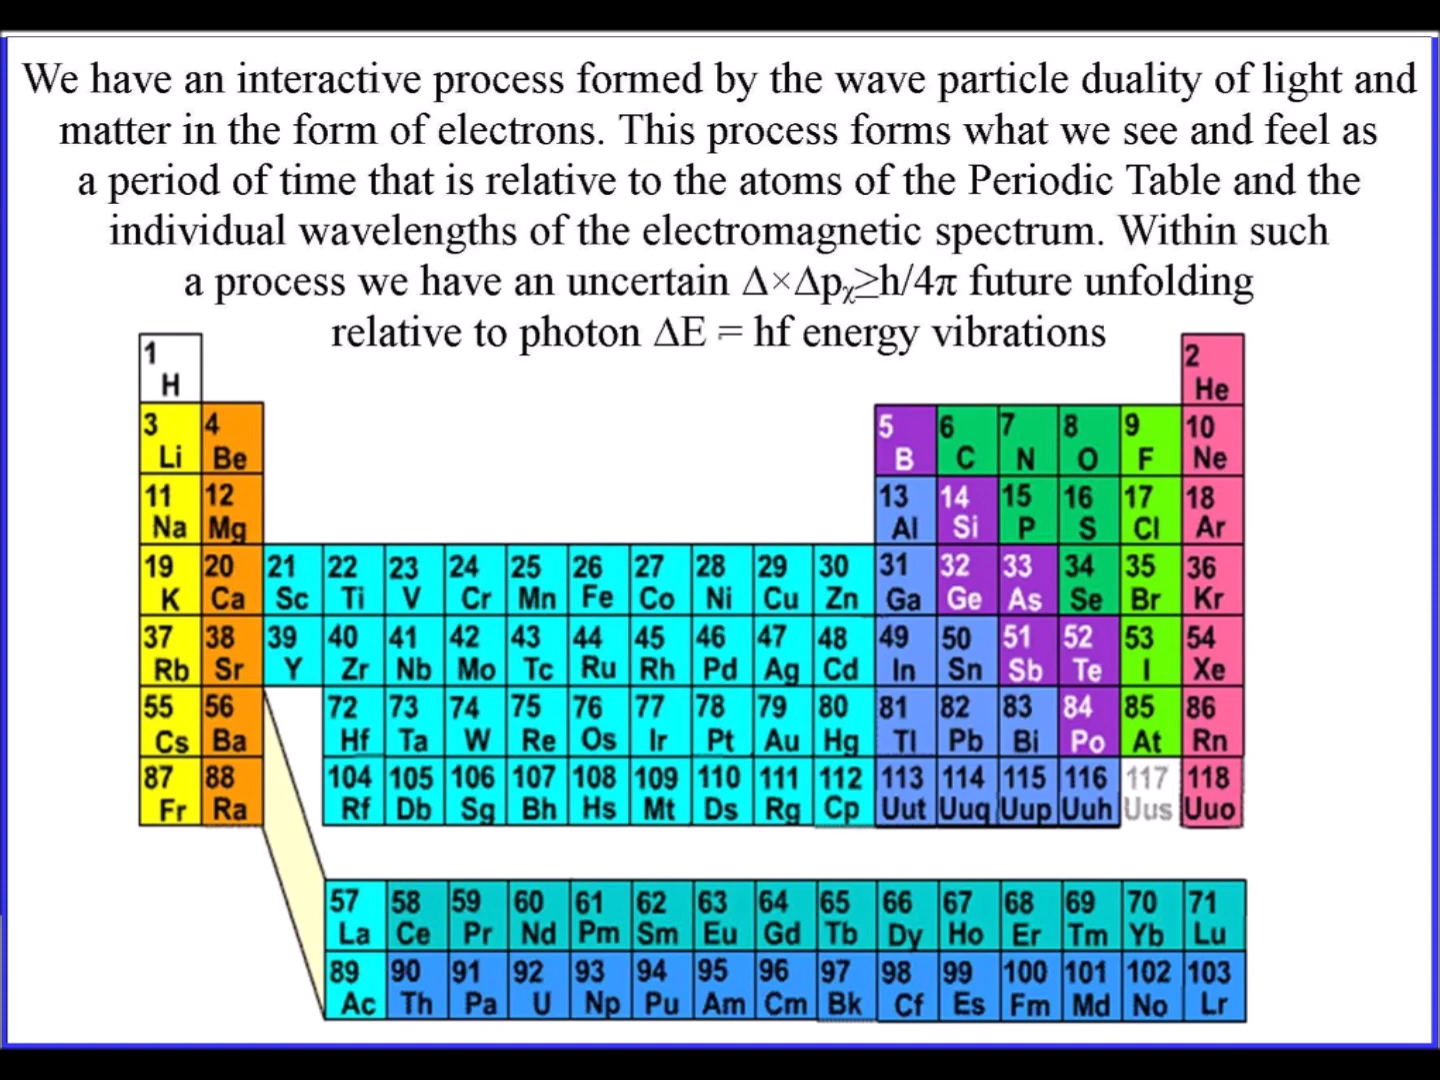 We have an interactive process formed by the wave particle duality of light and
matter in the form of electrons. This process forms what we see and feel as
a period of time that is relative to the atoms of the Periodic Table and the
individual wavelengths of the electromagnetic spectrum. Within such
a process we have an uncertain Δ×Δpᵪ≥h/4π future unfolding
relative to photon ΔE = hf energy vibrations
1 2
H He
3 4 5 6 7 8 9 10
Li Be B C N O F Ne
11 12 13 14 15 16 17 18
Na Mg Al Si P S Cl Ar
19 20 21 22 23 24 25 26 27 28 29 30 31 32 33 34 35 36
K Ca Sc Ti V Cr Mn Fe Co Ni Cu Zn Ga Ge As Se Br Kr
37 38 39 40 41 42 43 44 45 46 47 48 49 50 51 52 53 54
Rb Sr Y Zr Nb Mo Tc Ru Rh Pd Ag Cd In Sn Sb Te I Xe
55 56 72 73 74 75 76 77 78 79 80 81 82 83 84 85 86
Cs Ba Hf Ta W Re Os Ir Pt Au Hg Tl Pb Bi Po At Rn
87 88 104 105 106 107 108 109 110 111 112 113 114 115 116 117 118
Fr Ra Rf Db Sg Bh Hs Mt Ds Rg Cp Uut Uuq Uup Uuh Uus Uuo
57 58 59 60 61 62 63 64 65 66 67 68 69 70 71
La Ce Pr Nd Pm Sm Eu Gd Tb Dy Ho Er Tm Yb Lu
89 90 91 92 93 94 95 96 97 98 99 100 101 102 103
Ac Th Pa U Np Pu Am Cm Bk Cf Es Fm Md No Lr